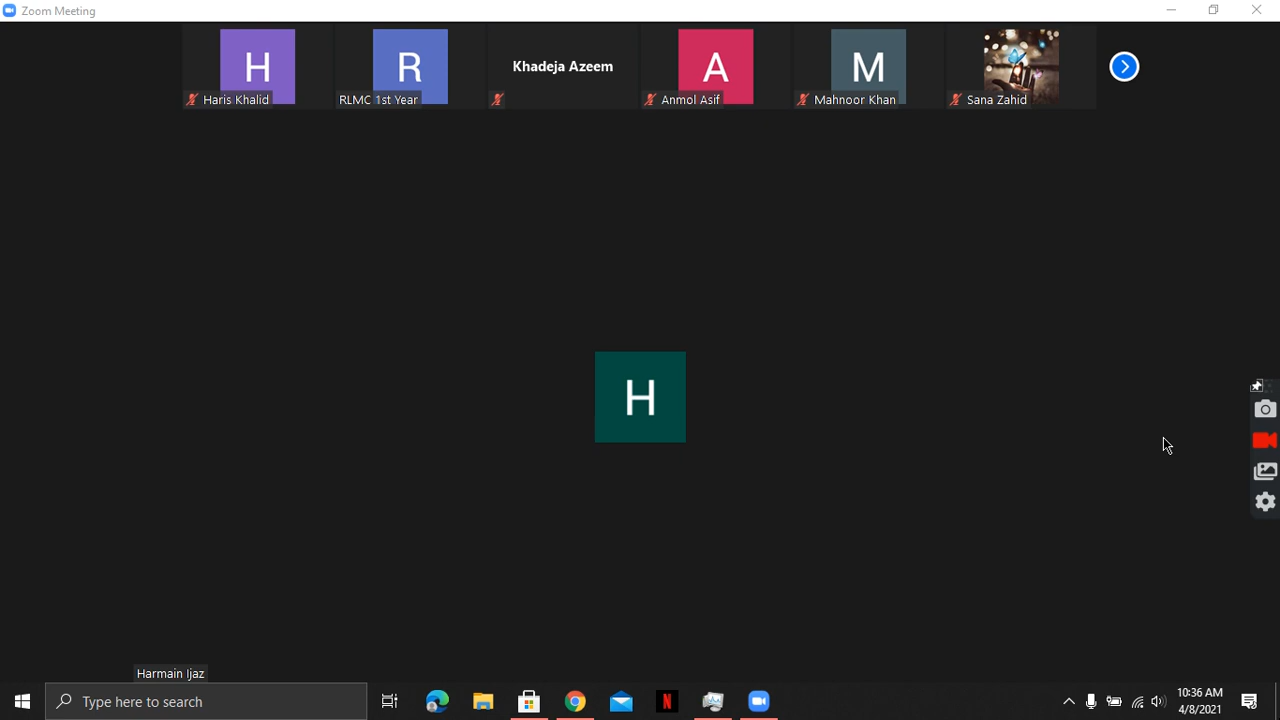 Zoom Meeting
H
Haris Khalid
R
RLMC 1st Year
Khadeja Azeem
A
Anmol Asif
M
Mahnoor Khan
Sana Zahid
H
Harmain Ijaz
Type here to search
N
10:36 AM
4/8/2021